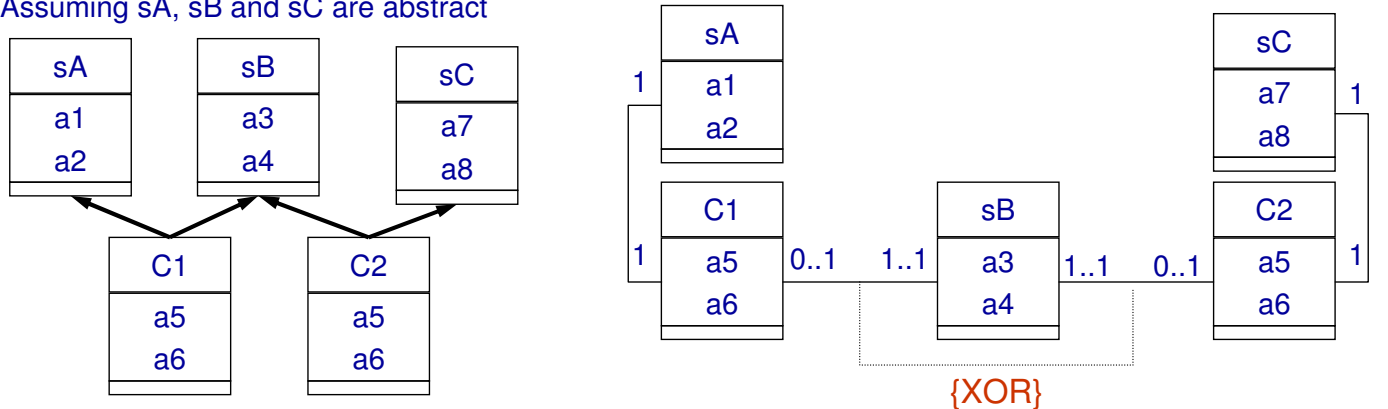 Assuming sA, sB and sC are abstract
sA
a1
a2
sB
a3
a4
sC
a7
a8
C1
a5
a6
C2
a5
a6
sA
a1
a2
1
sC
a7
a8
1
C1
a5
a6
1
0..1
1..1
sB
a3
a4
1..1
0..1
C2
a5
a6
1
{XOR}